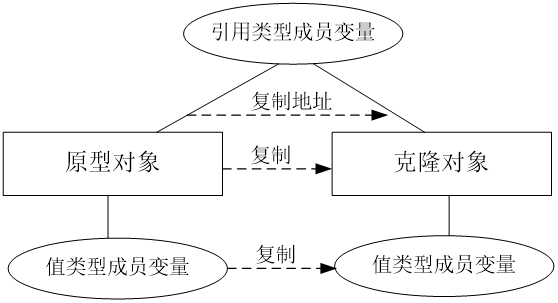 引用类型成员变量
复制地址
原型对象
复制
克隆对象
值类型成员变量
复制
值类型成员变量